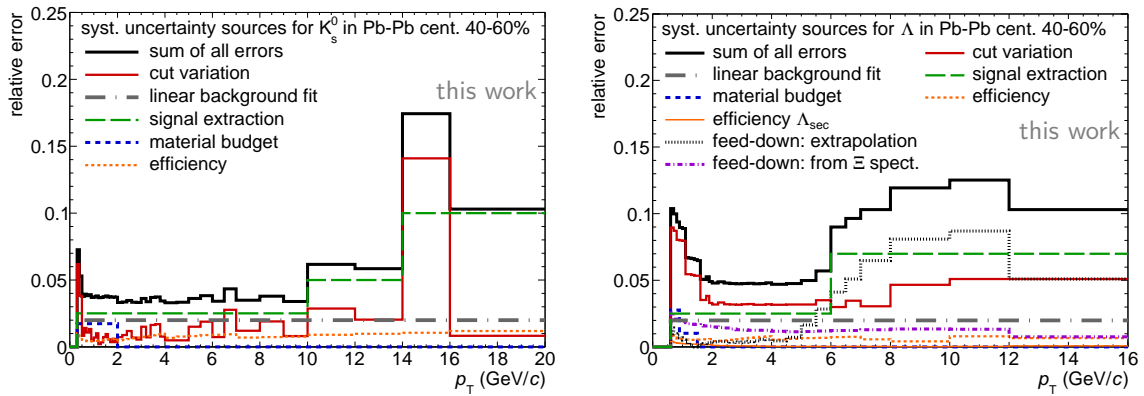 syst. uncertainty sources for K⁰ₛ in Pb-Pb cent. 40-60%
sum of all errors
cut variation
linear background fit
signal extraction
material budget
efficiency
this work
relative error
0.25
0.2
0.15
0.1
0.05
0
0 2 4 6 8 10 12 14 16 18 20
p_T (GeV/c)
syst. uncertainty sources for Λ in Pb-Pb cent. 40-60%
sum of all errors
cut variation
linear background fit
signal extraction
material budget
efficiency
efficiency Λ_sec
feed-down: extrapolation
feed-down: from Ξ spect.
this work
relative error
0.25
0.2
0.15
0.1
0.05
0
0 2 4 6 8 10 12 14 16
p_T (GeV/c)